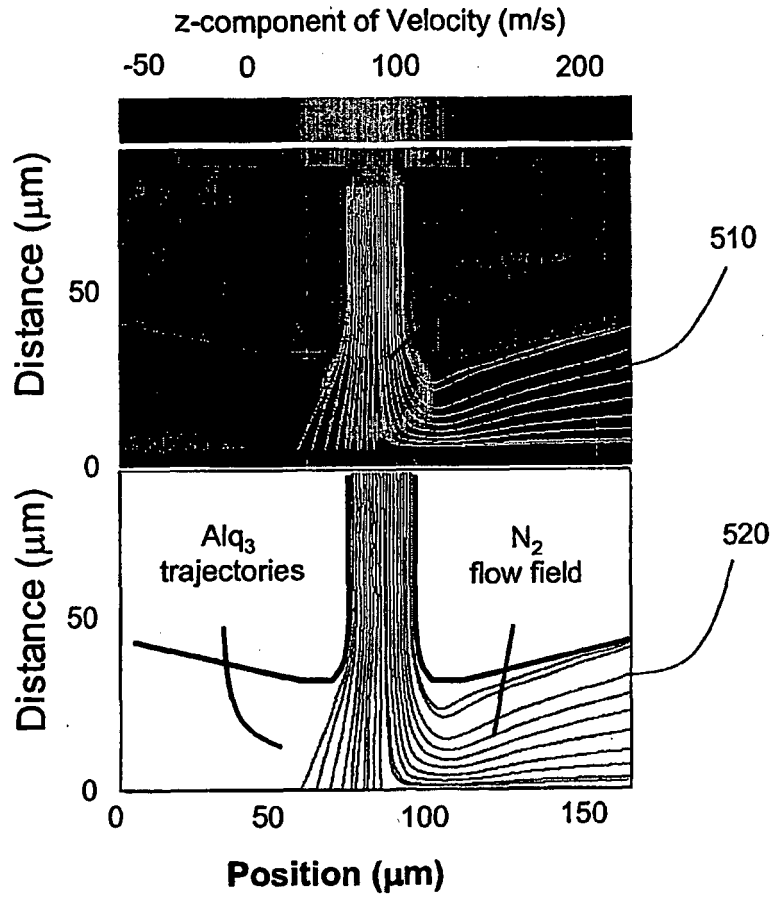 z-component of Velocity (m/s)
-50 0 100 200
Distance (μm)
50
0
510
Distance (μm)
50
0
Alq3
trajectories
N2
flow field
520
0 50 100 150
Position (μm)